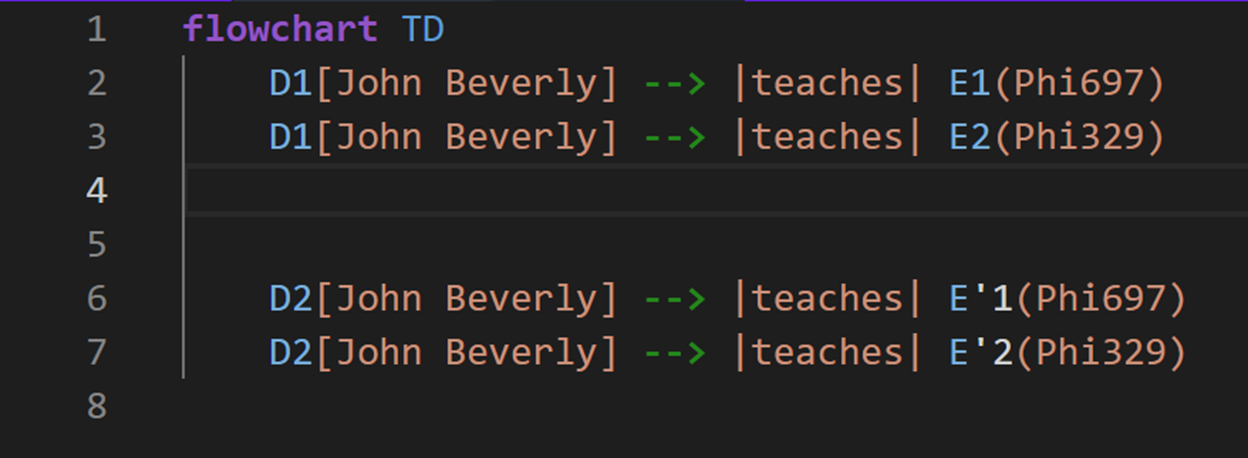 1 flowchart TD
2 D1[John Beverly] --> |teaches| E1(Phi697)
3 D1[John Beverly] --> |teaches| E2(Phi329)
4
5
6 D2[John Beverly] --> |teaches| E'1(Phi697)
7 D2[John Beverly] --> |teaches| E'2(Phi329)
8